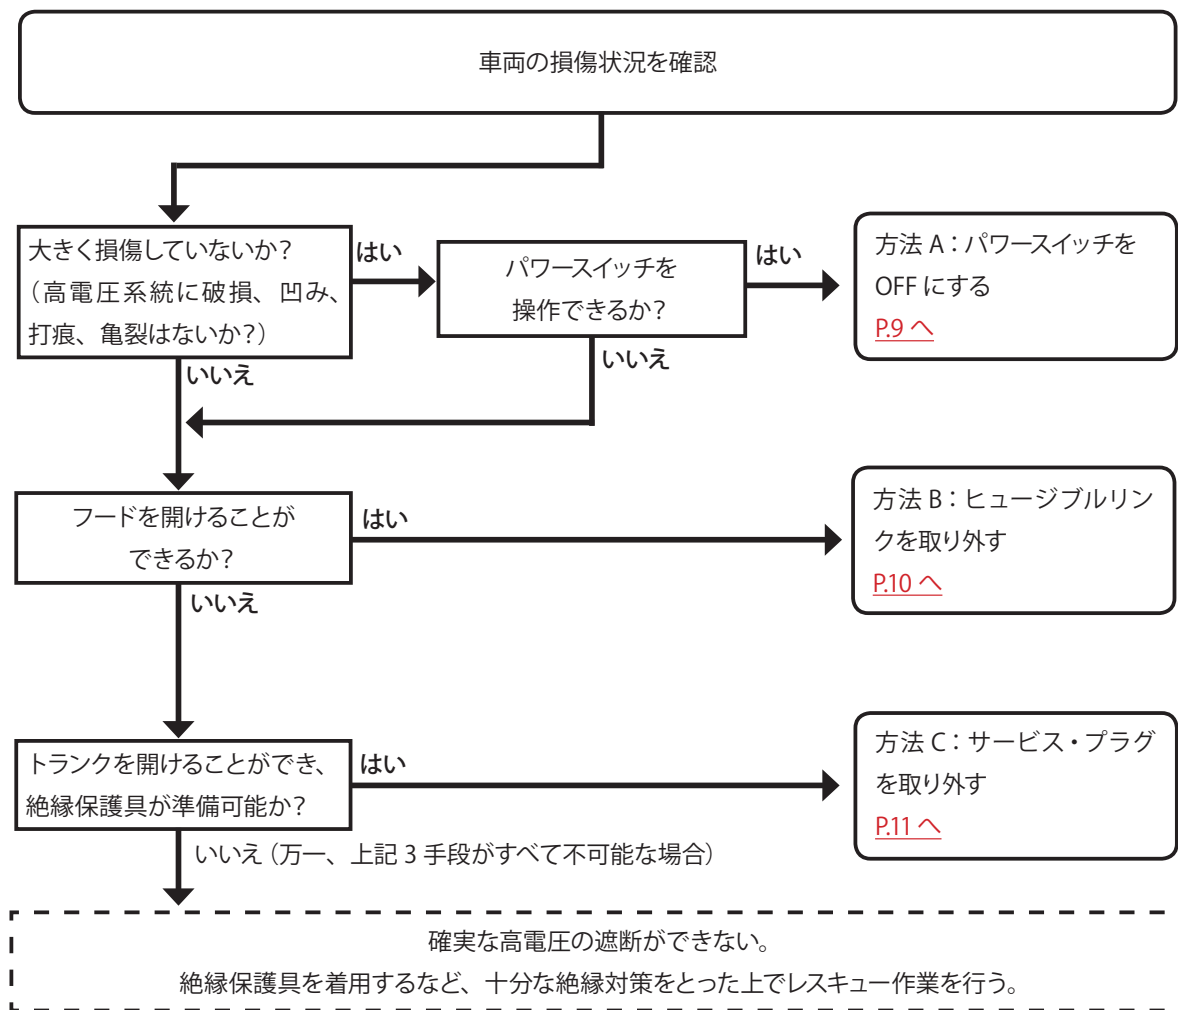 車両の損傷状況を確認
大きく損傷していないか？
（高電圧系統に破損、凹み、
打痕、亀裂はないか？）
はい
パワースイッチを
操作できるか？
はい
方法 A：パワースイッチを
OFF にする
P.9 へ
いいえ
いいえ
フードを開けることが
できるか？
はい
方法 B：ヒュージブルリン
クを取り外す
P.10 へ
いいえ
トランクを開けることができ、
絶縁保護具が準備可能か？
はい
方法 C：サービス・プラグ
を取り外す
P.11 へ
いいえ（万一、上記 3 手段がすべて不可能な場合）
確実な高電圧の遮断ができない。
絶縁保護具を着用するなど、十分な絶縁対策をとった上でレスキュー作業を行う。